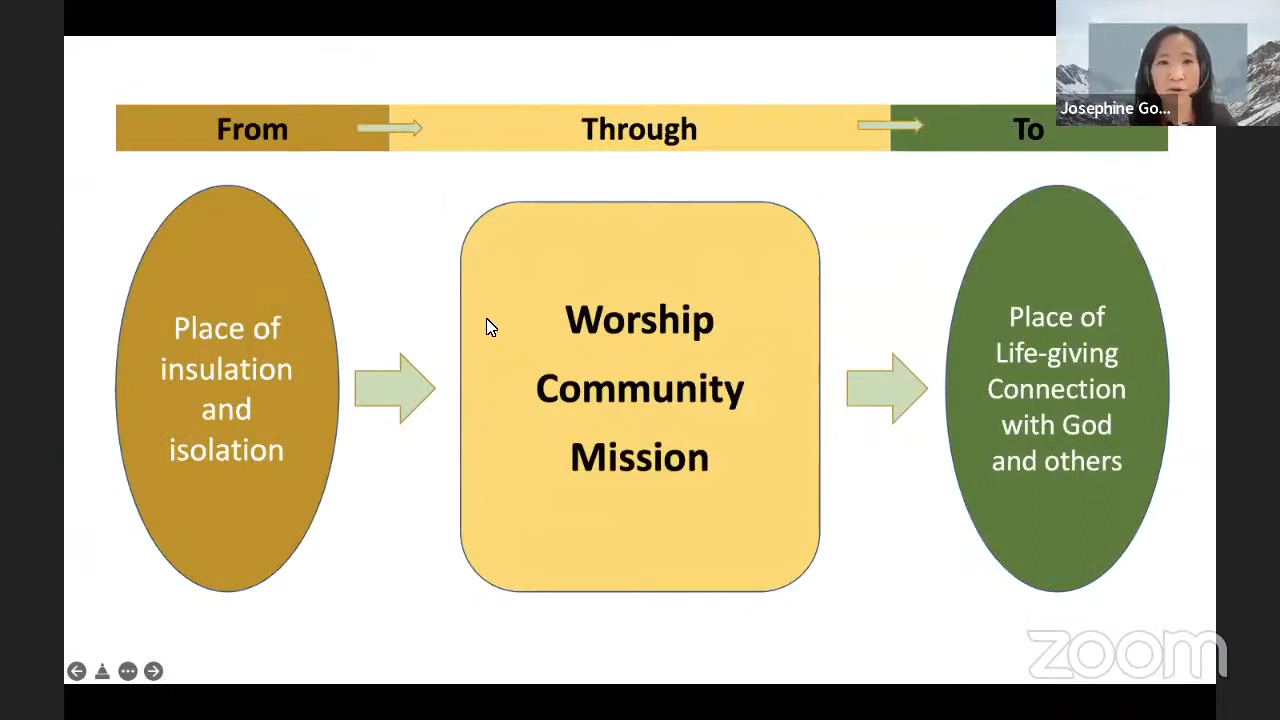 From
Through
To
Josephine Go...
Place of
insulation
and
isolation
Worship
Community
Mission
Place of
Life-giving
Connection
with God
and others
zoom